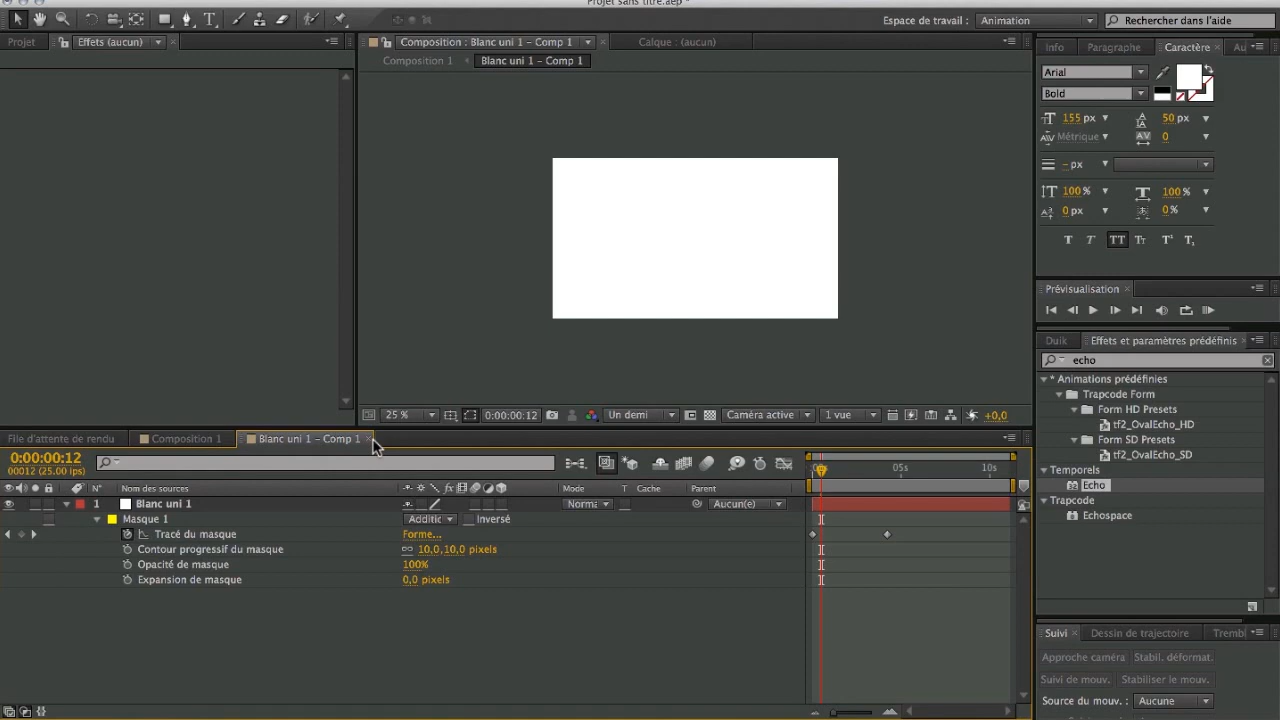 Projet sans titre.aep *
Espace de travail : Animation
Rechercher dans l'aide
Projet
Effets (aucun)
Composition : Blanc uni 1 – Comp 1
Calque : (aucun)
Composition 1
Blanc uni 1 – Comp 1
Info
Paragraphe
Caractère
Au
Arial
Bold
155 px
50 px
Métrique
0
– px
100 %
100 %
0 px
0 %
T T TT Tт T¹ T,
Prévisualisation
Duik
Effets et paramètres prédéfinis
echo
* Animations prédéfinies
Trapcode Form
Form HD Presets
tf2_OvalEcho_HD
Form SD Presets
tf2_OvalEcho_SD
Temporels
Echo
Trapcode
Echospace
25 %
0:00:00:12
Un demi
Caméra active
1 vue
+0,0
File d'attente de rendu
Composition 1
Blanc uni 1 – Comp 1
0:00:00:12
00012 (25.00 ips)
05s
10s
Nom des sources
Mode
T
Cache
Parent
1
Blanc uni 1
Norma
Aucun(e)
Masque 1
Additic
Inversé
Tracé du masque
Forme...
Contour progressif du masque
10,0,10,0 pixels
Opacité de masque
100%
Expansion de masque
0,0 pixels
Suivi
Dessin de trajectoire
Trembl
Approche caméra
Stabil. déformat.
Suivi de mouv.
Stabiliser le mouv.
Source du mouv. :
Aucune